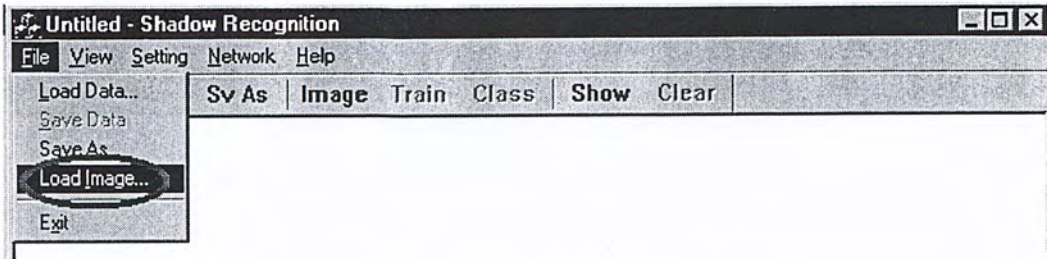 Untitled - Shadow Recognition
File View Setting Network Help
Load Data...
Sv As Image Train Class Show Clear
Save Data
Save As
Load Image...
Exit